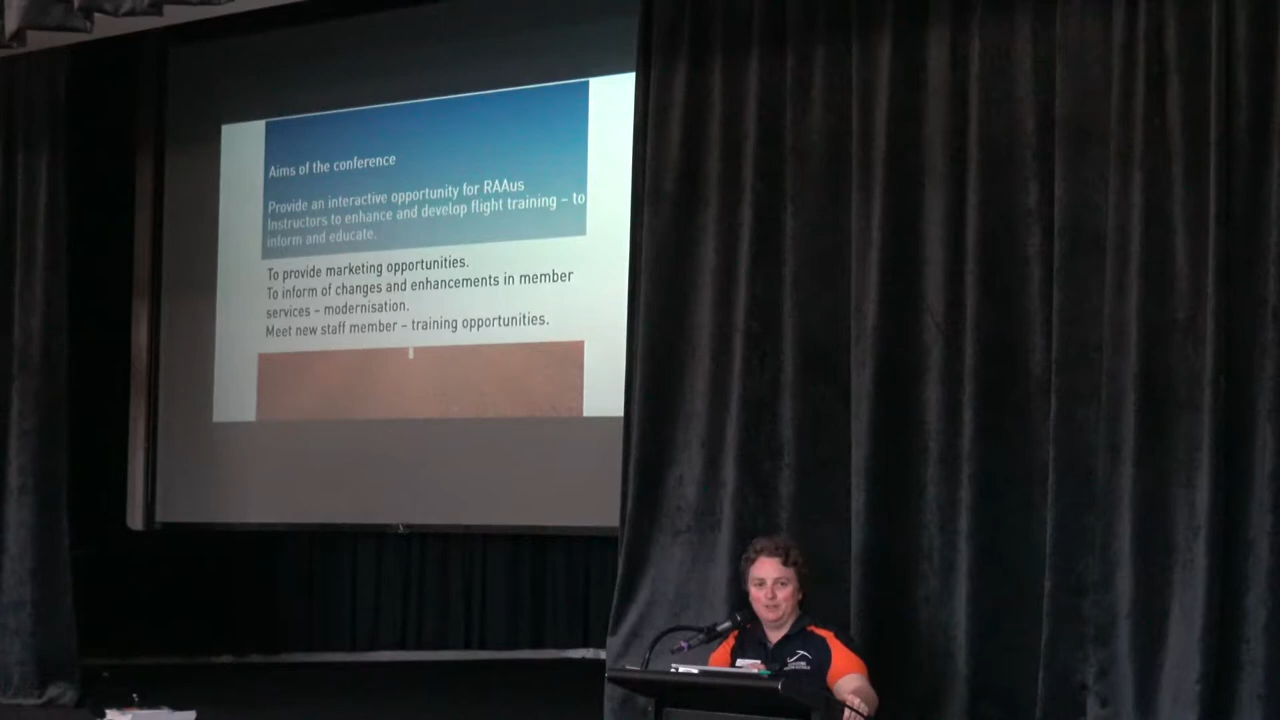 Aims of the conference
Provide an interactive opportunity for RAAus
Instructors to enhance and develop flight training – to
inform and educate.
To provide marketing opportunities.
To inform of changes and enhancements in member
services – modernisation.
Meet new staff member – training opportunities.